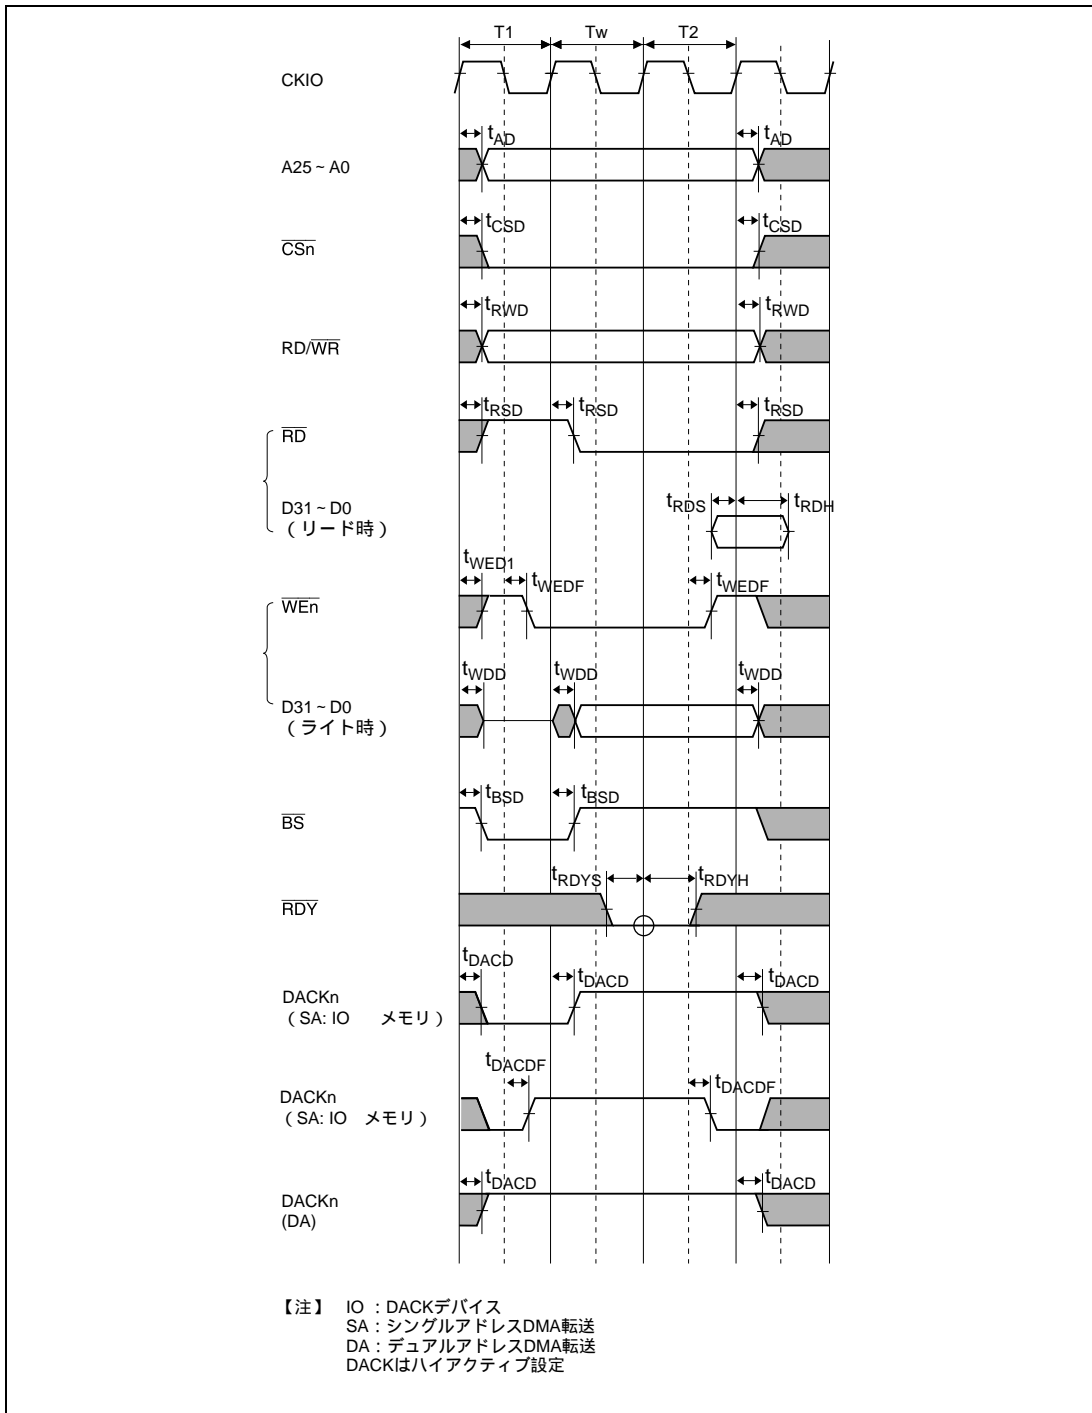 T1 Tw T2
CKIO
tAD tAD
A25 ~ A0
tCSD tCSD
CSn
tRWD tRWD
RD/WR
tRSD tRSD tRSD
RD
tRDS tRDH
D31 ~ D0
（リード時）
tWED1 tWEDF tWEDF
WEn
tWDD tWDD tWDD
D31 ~ D0
（ライト時）
tBSD tBSD
BS
tRDYS tRDYH
RDY
tDACD tDACD tDACD
DACKn
（SA: IO メモリ）
tDACDF tDACDF
DACKn
（SA: IO メモリ）
tDACD tDACD
DACKn
(DA)
【注】 IO ：DACKデバイス
SA：シングルアドレスDMA転送
DA：デュアルアドレスDMA転送
DACKはハイアクティブ設定